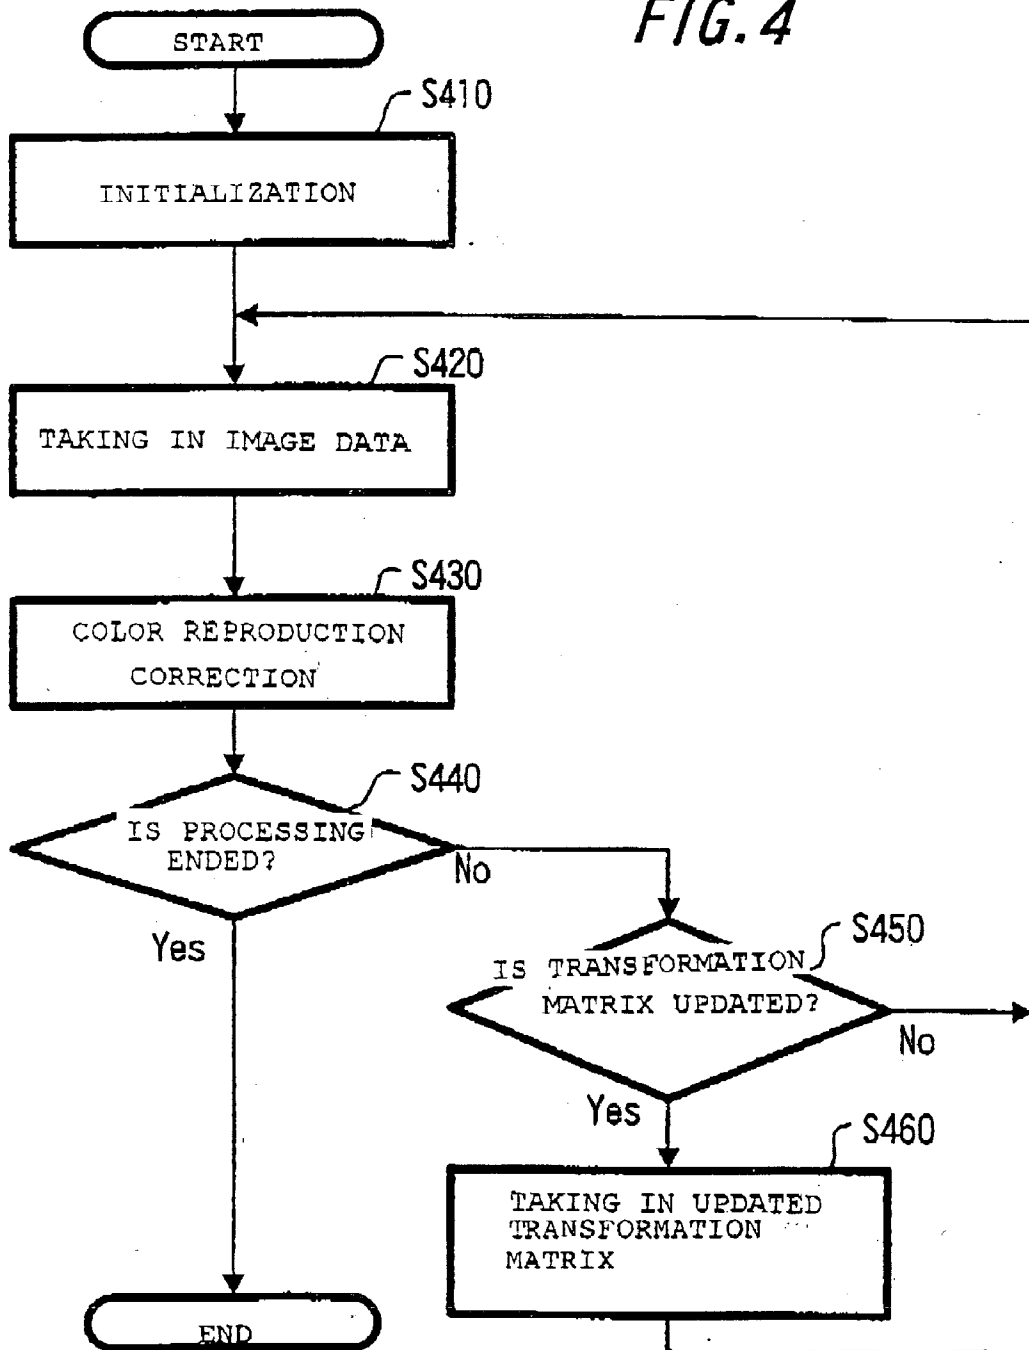 FIG. 4
START
S410
INITIALIZATION
S420
TAKING IN IMAGE DATA
S430
COLOR REPRODUCTION
CORRECTION
S440
IS PROCESSING
ENDED?
No
Yes
S450
IS TRANSFORMATION
MATRIX UPDATED?
No
Yes
S460
TAKING IN UPDATED
TRANSFORMATION
MATRIX
END